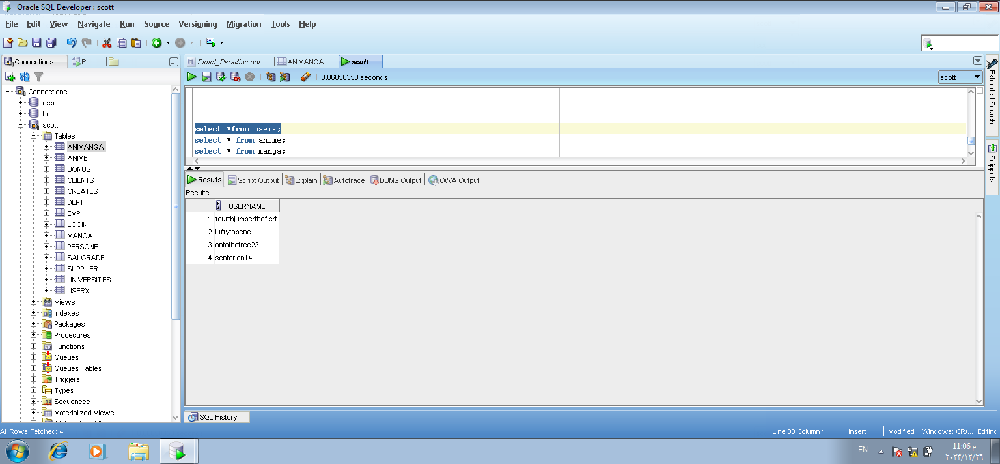 Oracle SQL Developer : scott
File Edit View Navigate Run Source Versioning Migration Tools Help
Connections R...
Panel_Paradise.sql ANIMANGA scott
0.06858358 seconds
scott
Connections
csp
hr
scott
Tables
ANIMANGA
ANIME
BONUS
CLIENTS
CREATES
DEPT
EMP
LOGIN
MANGA
PERSONE
SALGRADE
SUPPLIER
UNIVERSITIES
USERX
Views
Indexes
Packages
Procedures
Functions
Queues
Queues Tables
Triggers
Types
Sequences
Materialized Views
select *from userx;
select * from anime;
select * from manga;
Results Script Output Explain Autotrace DBMS Output OWA Output
Results:
USERNAME
1 fourthjumperthefisrt
2 luffytopene
3 ontothetree23
4 sentorion14
Extended Search
Snippets
SQL History
All Rows Fetched: 4
Line 33 Column 1 Insert Modified Windows: CR/... Editing
EN
11:06 م
٢٠٢٣/١٢/٢٦